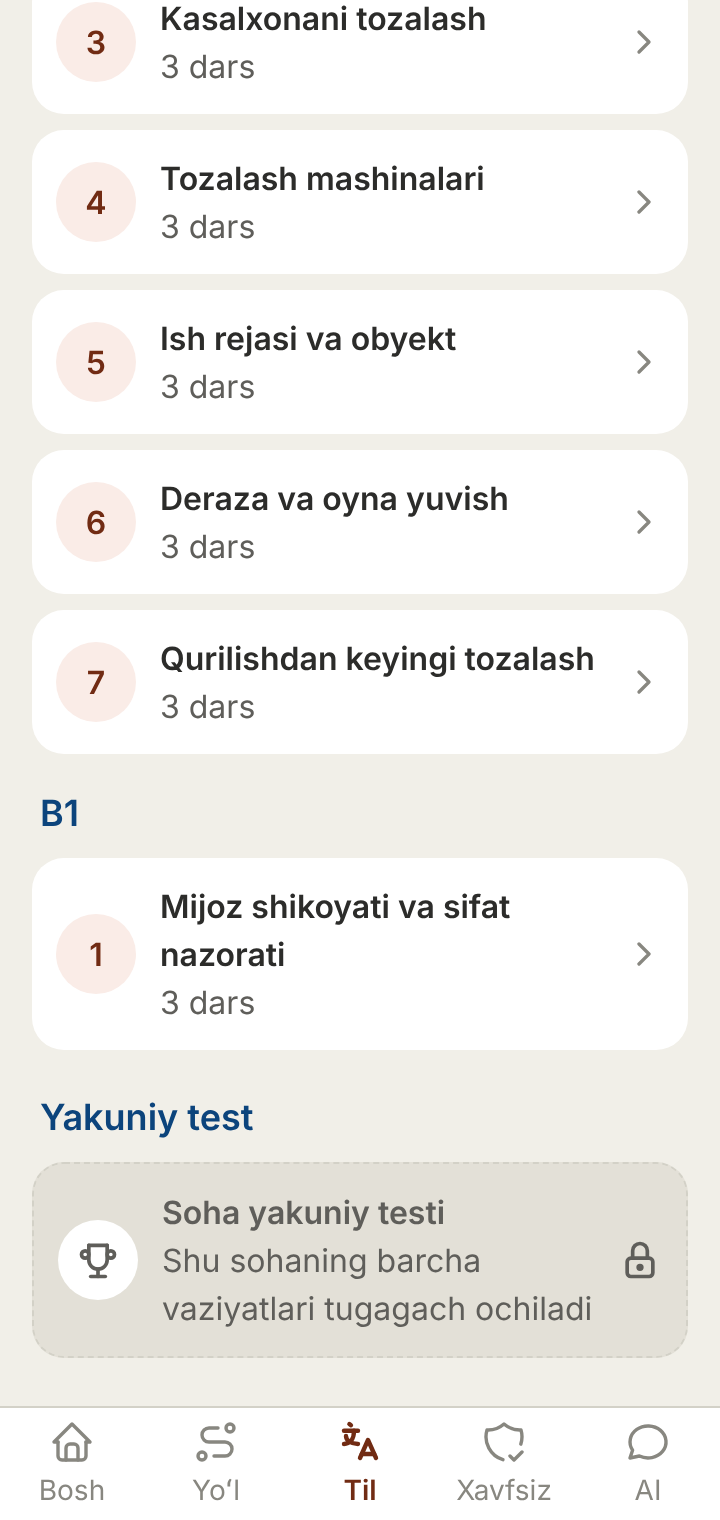 3
Kasalxonani tozalash
3 dars
4
Tozalash mashinalari
3 dars
5
Ish rejasi va obyekt
3 dars
6
Deraza va oyna yuvish
3 dars
7
Qurilishdan keyingi tozalash
3 dars
B1
1
Mijoz shikoyati va sifat
nazorati
3 dars
Yakuniy test
Soha yakuniy testi
Shu sohaning barcha
vaziyatlari tugagach ochiladi
Bosh
Yoʻl
Til
Xavfsiz
AI